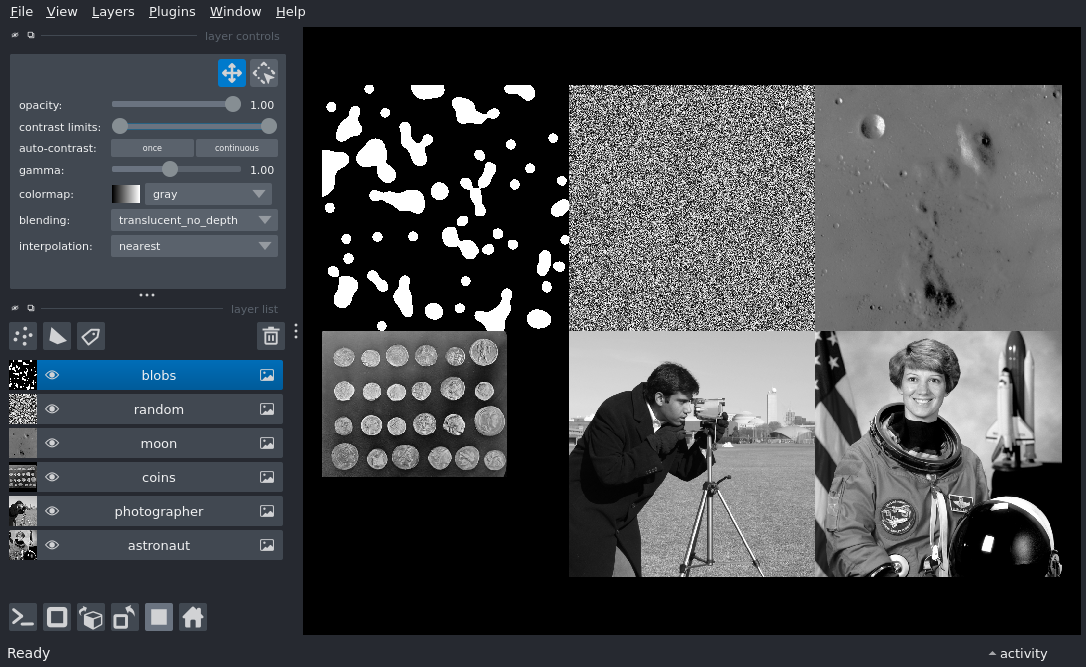 File View Layers Plugins Window Help
layer controls
opacity: 1.00
contrast limits:
auto-contrast: once continuous
gamma: 1.00
colormap: gray
blending: translucent_no_depth
interpolation: nearest
layer list
blobs
random
moon
coins
photographer
astronaut
Ready
activity